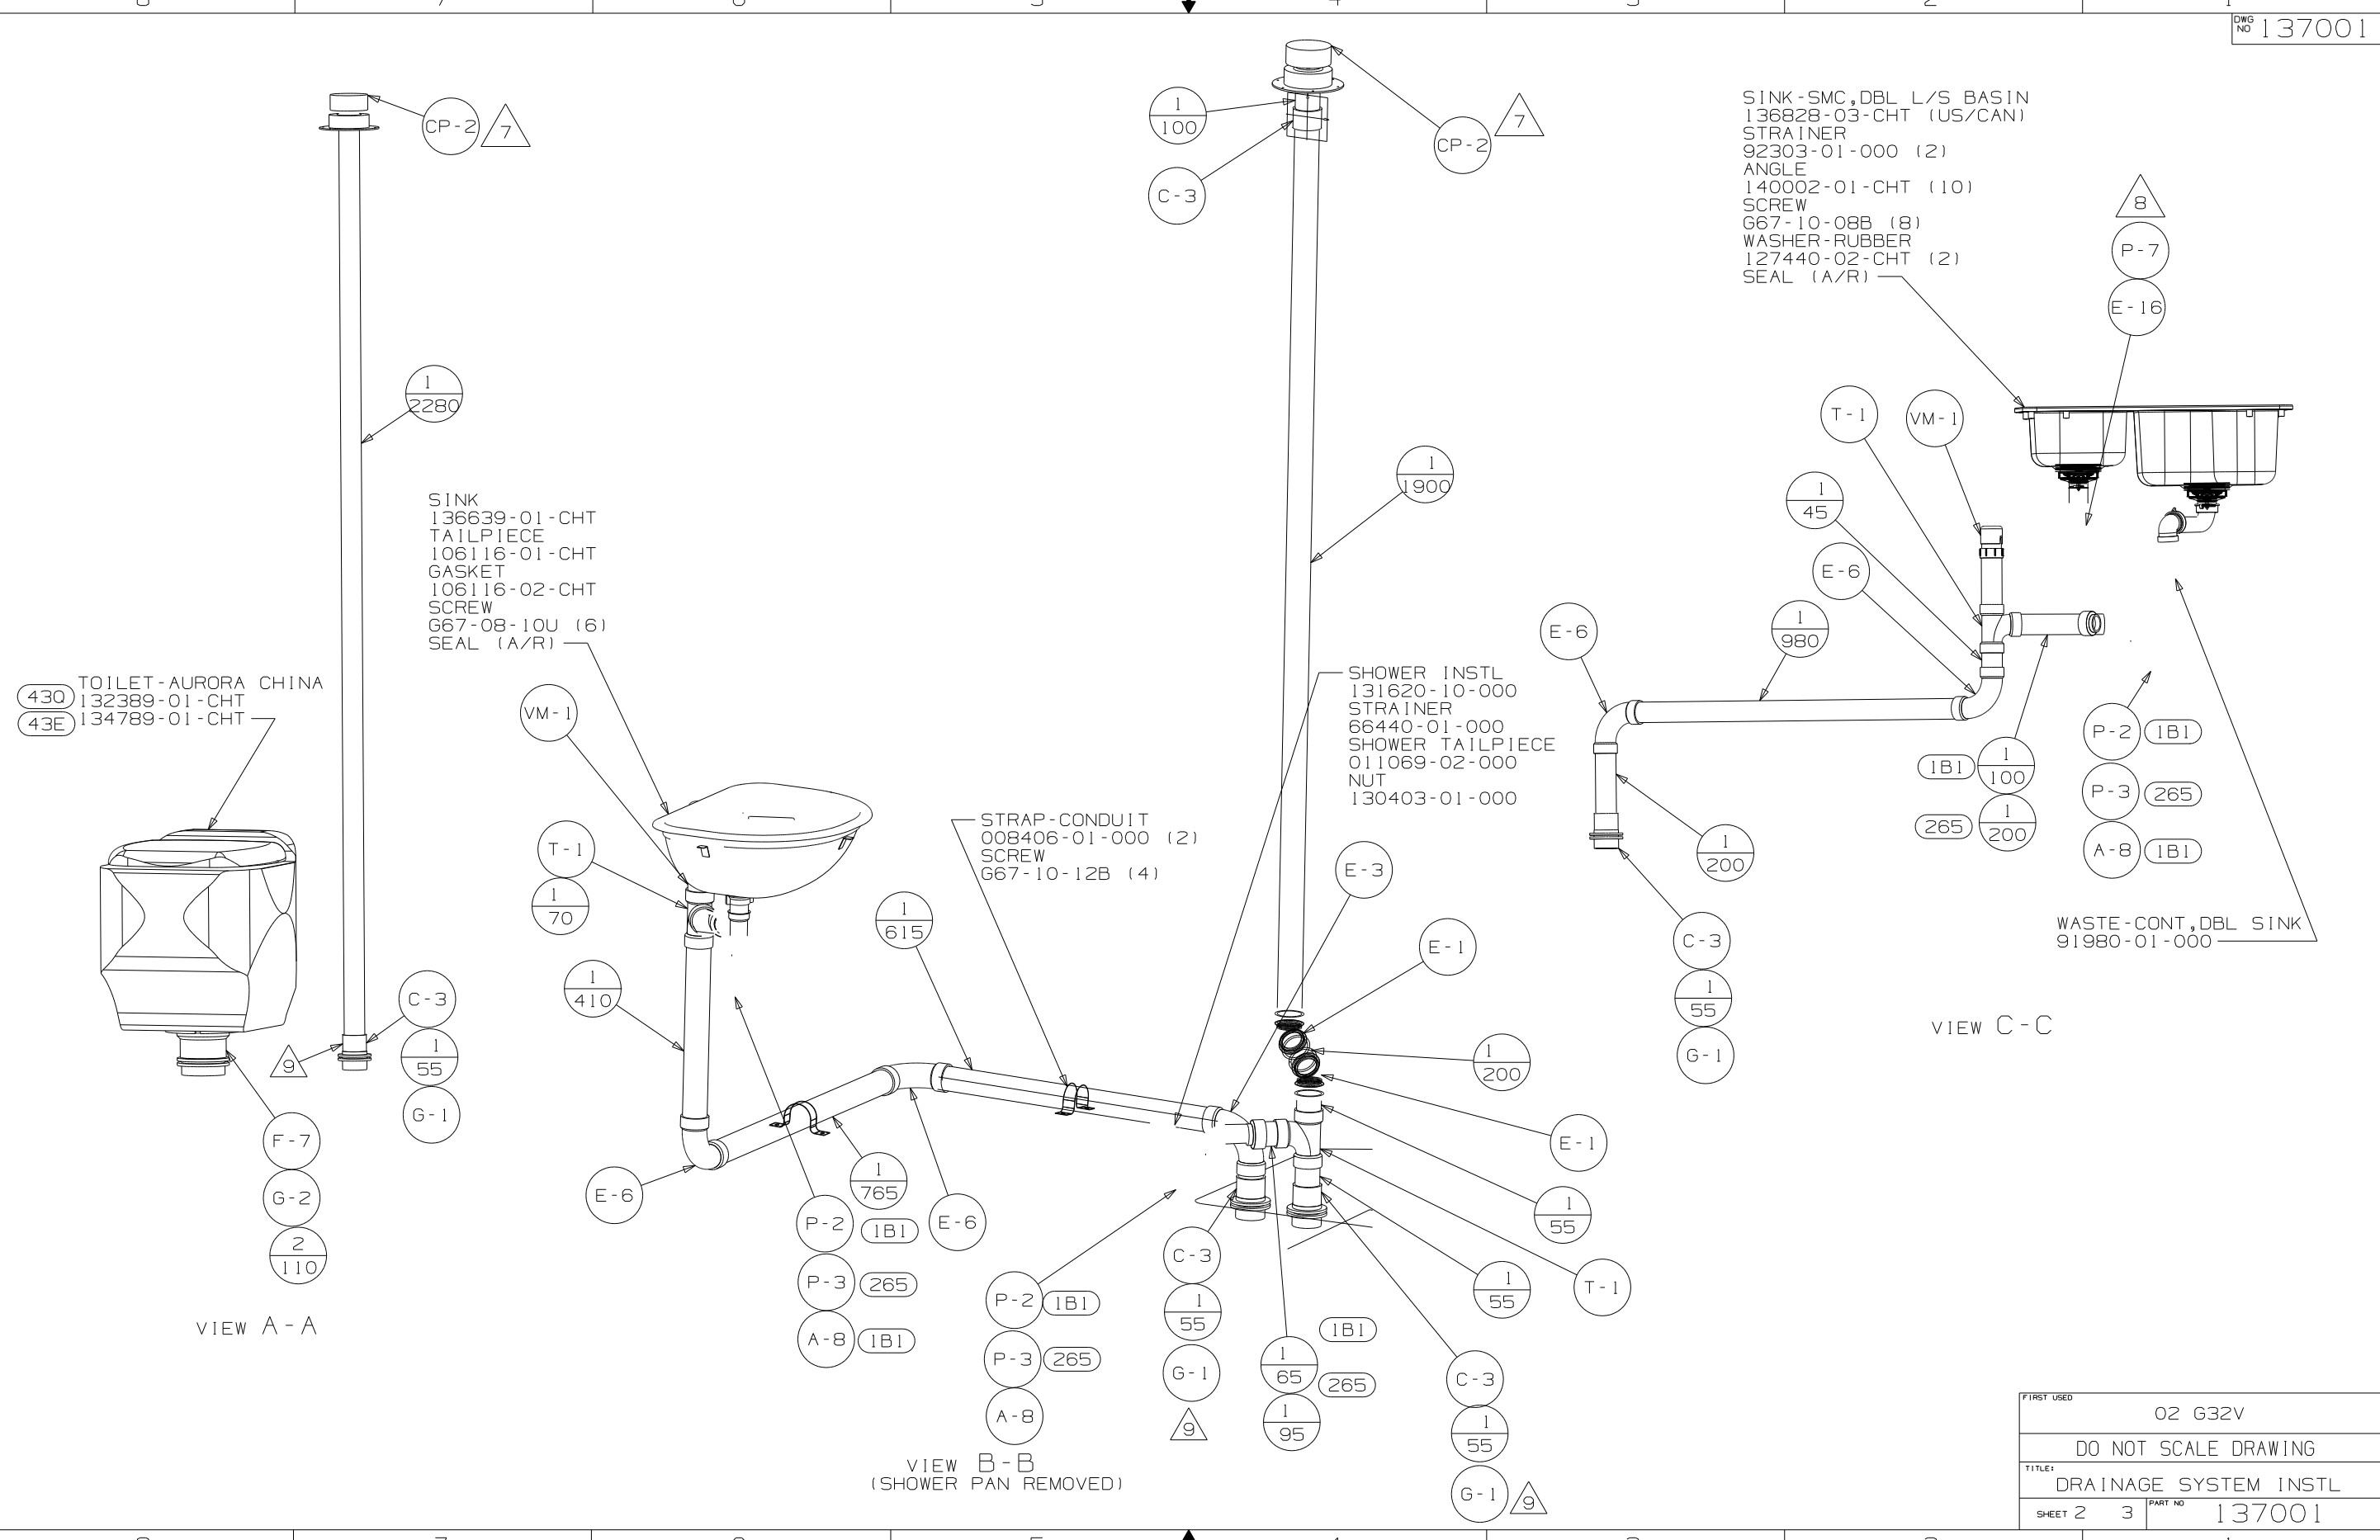 DWG NO 137001
CP-2
7
1
2280
SINK
136639-01-CHT
TAILPIECE
106116-01-CHT
GASKET
106116-02-CHT
SCREW
G67-08-10U (6)
SEAL (A/R)
43Q TOILET-AURORA CHINA
132389-01-CHT
43E 134789-01-CHT
C-3
1
55
G-1
9
F-7
G-2
2
110
VIEW A-A
1
100
C-3
CP-2
7
1
1900
VM-1
T-1
1
70
1
410
E-6
1
615
1
765
E-6
P-2 1B1
P-3 265
A-8 1B1
STRAP-CONDUIT
008406-01-000 (2)
SCREW
G67-10-12B (4)
SHOWER INSTL
131620-10-000
STRAINER
66440-01-000
SHOWER TAILPIECE
011069-02-000
NUT
130403-01-000
E-3
E-1
1
200
E-1
1
55
T-1
1
55
C-3
1
55
G-1
9
P-2 1B1
P-3 265
A-8
C-3
1
55
G-1
9
1B1
1
65
265
1
95
VIEW B-B
(SHOWER PAN REMOVED)
SINK-SMC,DBL L/S BASIN
136828-03-CHT (US/CAN)
STRAINER
92303-01-000 (2)
ANGLE
140002-01-CHT (10)
SCREW
G67-10-08B (8)
WASHER-RUBBER
127440-02-CHT (2)
SEAL (A/R)
8
P-7
E-16
T-1
VM-1
1
45
E-6
1
980
E-6
1
200
C-3
1
55
G-1
1B1
1
100
265
1
200
P-2 1B1
P-3 265
A-8 1B1
WASTE-CONT,DBL SINK
91980-01-000
VIEW C-C
FIRST USED
02 G32V
DO NOT SCALE DRAWING
TITLE:
DRAINAGE SYSTEM INSTL
SHEET 2 3 PART NO 137001